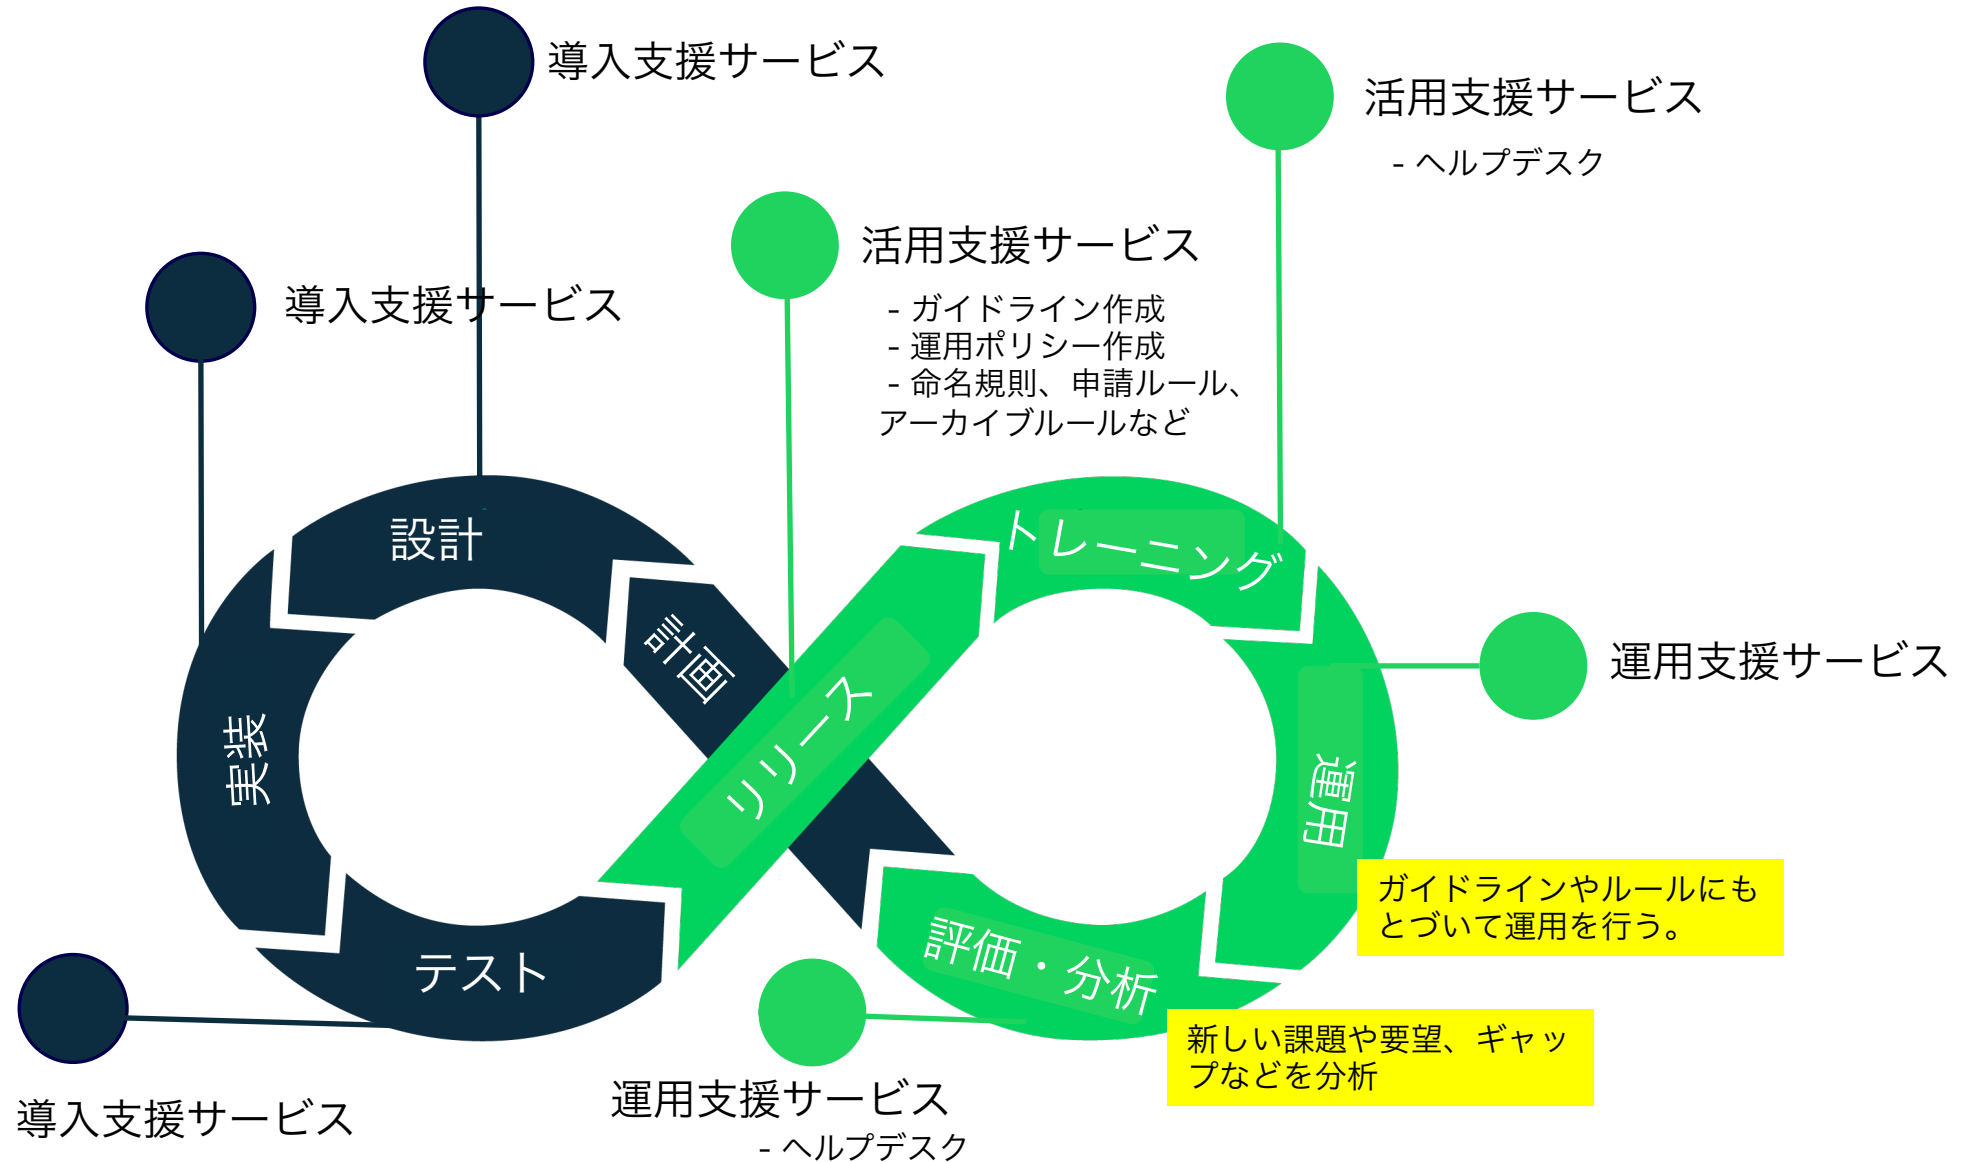 導入支援サービス
活用支援サービス
- ヘルプデスク
活用支援サービス
- ガイドライン作成
- 運用ポリシー作成
- 命名規則、申請ルール、
アーカイブルールなど
導入支援サービス
設計
トレーニング
計画
リリース
実装
運用支援サービス
運用
ガイドラインやルールにも
とづいて運用を行う。
テスト
評価・分析
新しい課題や要望、ギャッ
プなどを分析
導入支援サービス
運用支援サービス
- ヘルプデスク